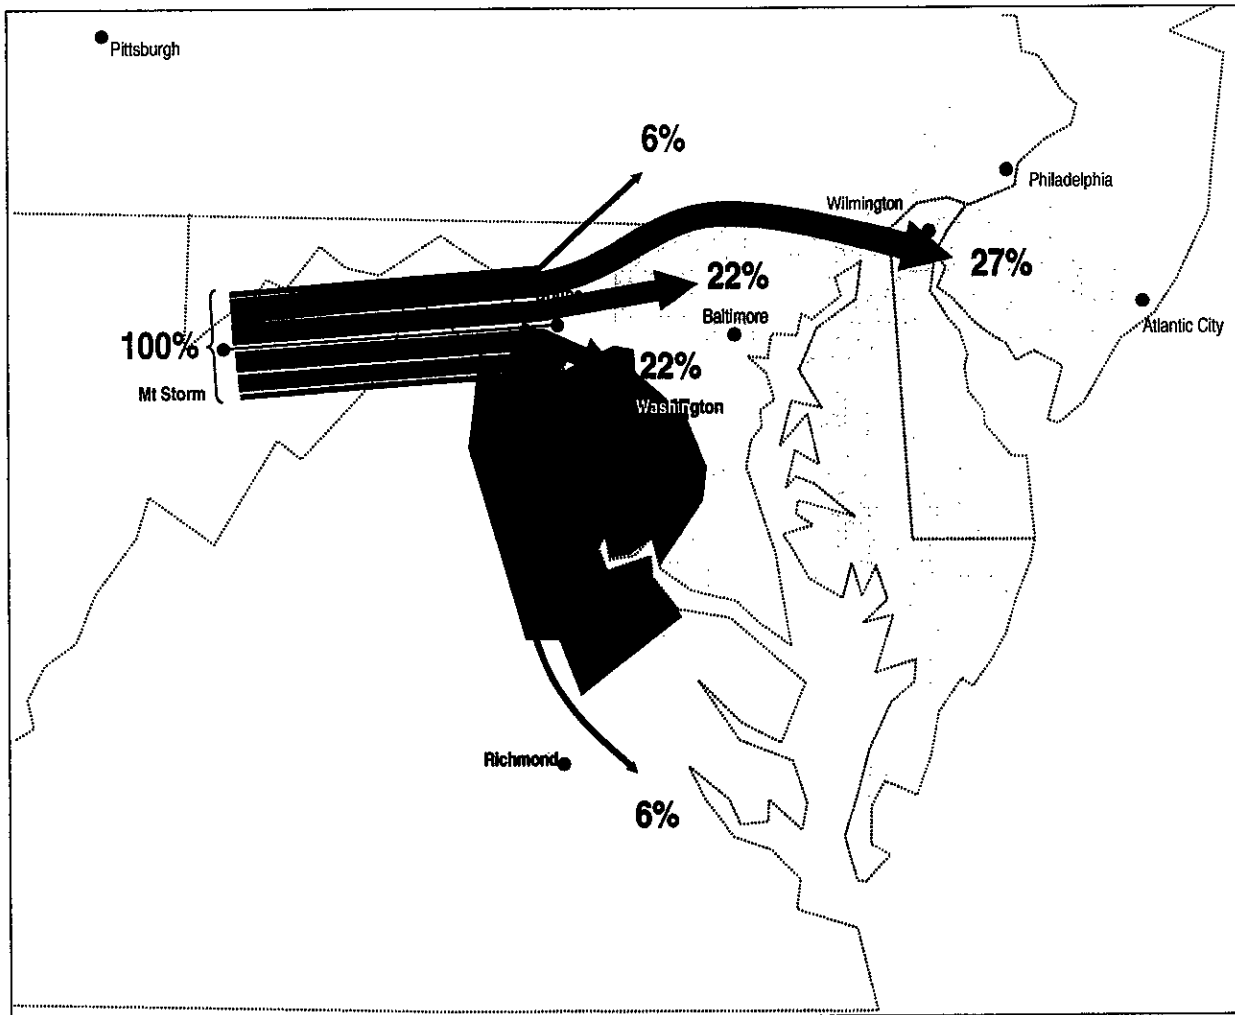 Pittsburgh
6%
Philadelphia
Wilmington
27%
22%
Baltimore
Atlantic City
100%
Mt Storm
22%
Washington
Richmond
6%